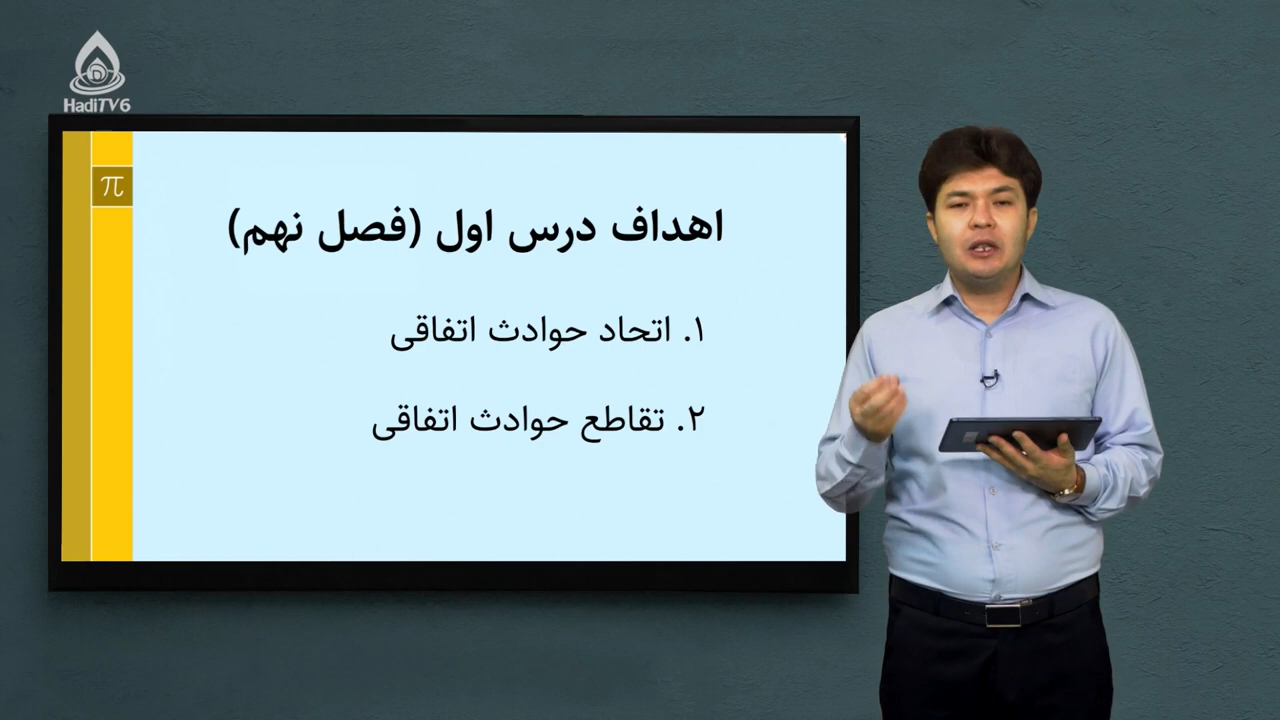 HadiTV6
π
اهداف درس اول (فصل نهم)
۱. اتحاد حوادث اتفاقی
۲. تقاطع حوادث اتفاقی